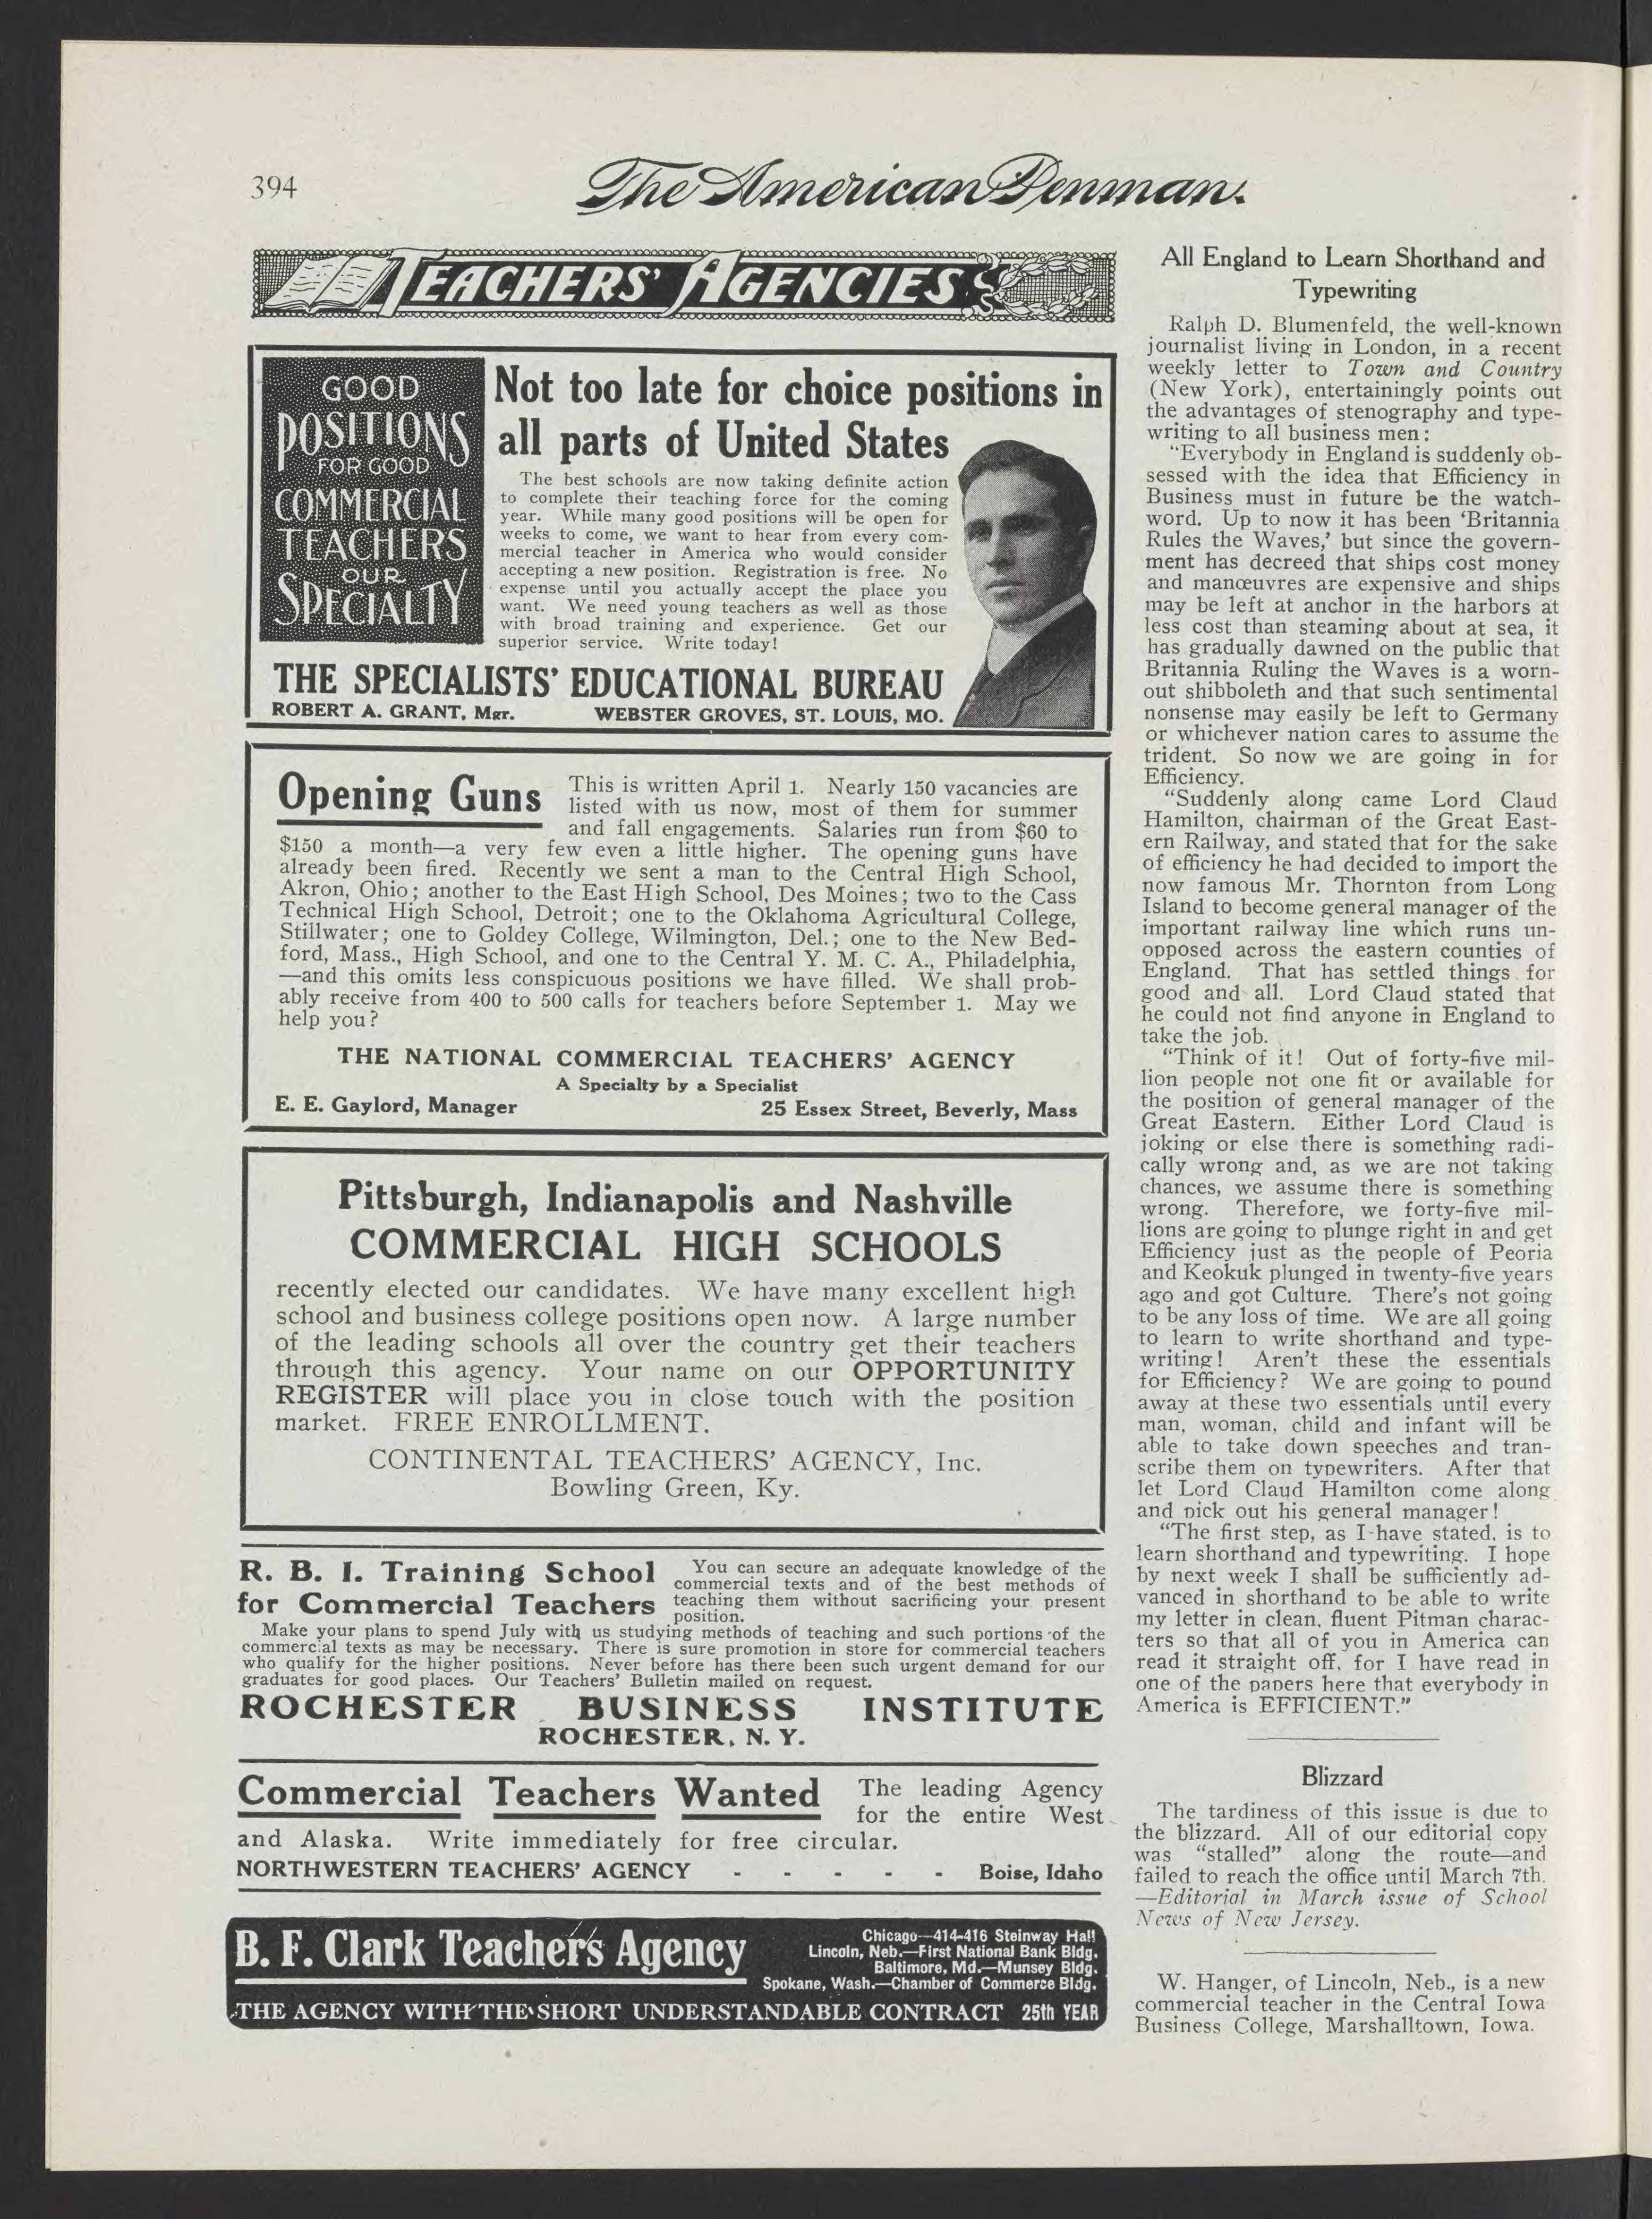 394
The American Penman.
TEACHERS' AGENCIES
GOOD
POSITIONS
FOR GOOD
COMMERCIAL
TEACHERS
OUR
SPECIALTY
Not too late for choice positions in
all parts of United States
The best schools are now taking definite action
to complete their teaching force for the coming
year. While many good positions will be open for
weeks to come, we want to hear from every com-
mercial teacher in America who would consider
accepting a new position. Registration is free. No
expense until you actually accept the place you
want. We need young teachers as well as those
with broad training and experience. Get our
superior service. Write today!
THE SPECIALISTS' EDUCATIONAL BUREAU
ROBERT A. GRANT, Mgr. WEBSTER GROVES, ST. LOUIS, MO.
Opening Guns
This is written April 1. Nearly 150 vacancies are
listed with us now, most of them for summer
and fall engagements. Salaries run from $60 to
$150 a month—a very few even a little higher. The opening guns have
already been fired. Recently we sent a man to the Central High School,
Akron, Ohio; another to the East High School, Des Moines; two to the Cass
Technical High School, Detroit; one to the Oklahoma Agricultural College,
Stillwater; one to Goldey College, Wilmington, Del.; one to the New Bed-
ford, Mass., High School, and one to the Central Y. M. C. A., Philadelphia,
—and this omits less conspicuous positions we have filled. We shall prob-
ably receive from 400 to 500 calls for teachers before September 1. May we
help you?
THE NATIONAL COMMERCIAL TEACHERS' AGENCY
A Specialty by a Specialist
E. E. Gaylord, Manager 25 Essex Street, Beverly, Mass
Pittsburgh, Indianapolis and Nashville
COMMERCIAL HIGH SCHOOLS
recently elected our candidates. We have many excellent high
school and business college positions open now. A large number
of the leading schools all over the country get their teachers
through this agency. Your name on our OPPORTUNITY
REGISTER will place you in close touch with the position
market. FREE ENROLLMENT.
CONTINENTAL TEACHERS' AGENCY, Inc.
Bowling Green, Ky.
R. B. I. Training School
for Commercial Teachers
You can secure an adequate knowledge of the
commercial texts and of the best methods of
teaching them without sacrificing your present
position.
Make your plans to spend July with us studying methods of teaching and such portions of the
commercial texts as may be necessary. There is sure promotion in store for commercial teachers
who qualify for the higher positions. Never before has there been such urgent demand for our
graduates for good places. Our Teachers' Bulletin mailed on request.
ROCHESTER BUSINESS INSTITUTE
ROCHESTER, N. Y.
Commercial Teachers Wanted
The leading Agency
for the entire West
and Alaska. Write immediately for free circular.
NORTHWESTERN TEACHERS' AGENCY - - - - - Boise, Idaho
B. F. Clark Teacher's Agency
Chicago—414-416 Steinway Hall
Lincoln, Neb.—First National Bank Bldg.
Baltimore, Md.—Munsey Bldg.
Spokane, Wash.—Chamber of Commerce Bldg.
THE AGENCY WITH THE SHORT UNDERSTANDABLE CONTRACT 25th YEAR
All England to Learn Shorthand and
Typewriting
Ralph D. Blumenfeld, the well-known
journalist living in London, in a recent
weekly letter to Town and Country
(New York), entertainingly points out
the advantages of stenography and type-
writing to all business men:
"Everybody in England is suddenly ob-
sessed with the idea that Efficiency in
Business must in future be the watch-
word. Up to now it has been 'Britannia
Rules the Waves,' but since the govern-
ment has decreed that ships cost money
and manœuvres are expensive and ships
may be left at anchor in the harbors at
less cost than steaming about at sea, it
has gradually dawned on the public that
Britannia Ruling the Waves is a worn-
out shibboleth and that such sentimental
nonsense may easily be left to Germany
or whichever nation cares to assume the
trident. So now we are going in for
Efficiency.
"Suddenly along came Lord Claud
Hamilton, chairman of the Great East-
ern Railway, and stated that for the sake
of efficiency he had decided to import the
now famous Mr. Thornton from Long
Island to become general manager of the
important railway line which runs un-
opposed across the eastern counties of
England. That has settled things for
good and all. Lord Claud stated that
he could not find anyone in England to
take the job.
"Think of it! Out of forty-five mil-
lion people not one fit or available for
the position of general manager of the
Great Eastern. Either Lord Claud is
joking or else there is something radi-
cally wrong and, as we are not taking
chances, we assume there is something
wrong. Therefore, we forty-five mil-
lions are going to plunge right in and get
Efficiency just as the people of Peoria
and Keokuk plunged in twenty-five years
ago and got Culture. There's not going
to be any loss of time. We are all going
to learn to write shorthand and type-
writing! Aren't these the essentials
for Efficiency? We are going to pound
away at these two essentials until every
man, woman, child and infant will be
able to take down speeches and tran-
scribe them on typewriters. After that
let Lord Claud Hamilton come along
and pick out his general manager!
"The first step, as I have stated, is to
learn shorthand and typewriting. I hope
by next week I shall be sufficiently ad-
vanced in shorthand to be able to write
my letter in clean, fluent Pitman charac-
ters so that all of you in America can
read it straight off, for I have read in
one of the papers here that everybody in
America is EFFICIENT."
Blizzard
The tardiness of this issue is due to
the blizzard. All of our editorial copy
was "stalled" along the route—and
failed to reach the office until March 7th.
—Editorial in March issue of School
News of New Jersey.
W. Hanger, of Lincoln, Neb., is a new
commercial teacher in the Central Iowa
Business College, Marshalltown, Iowa.